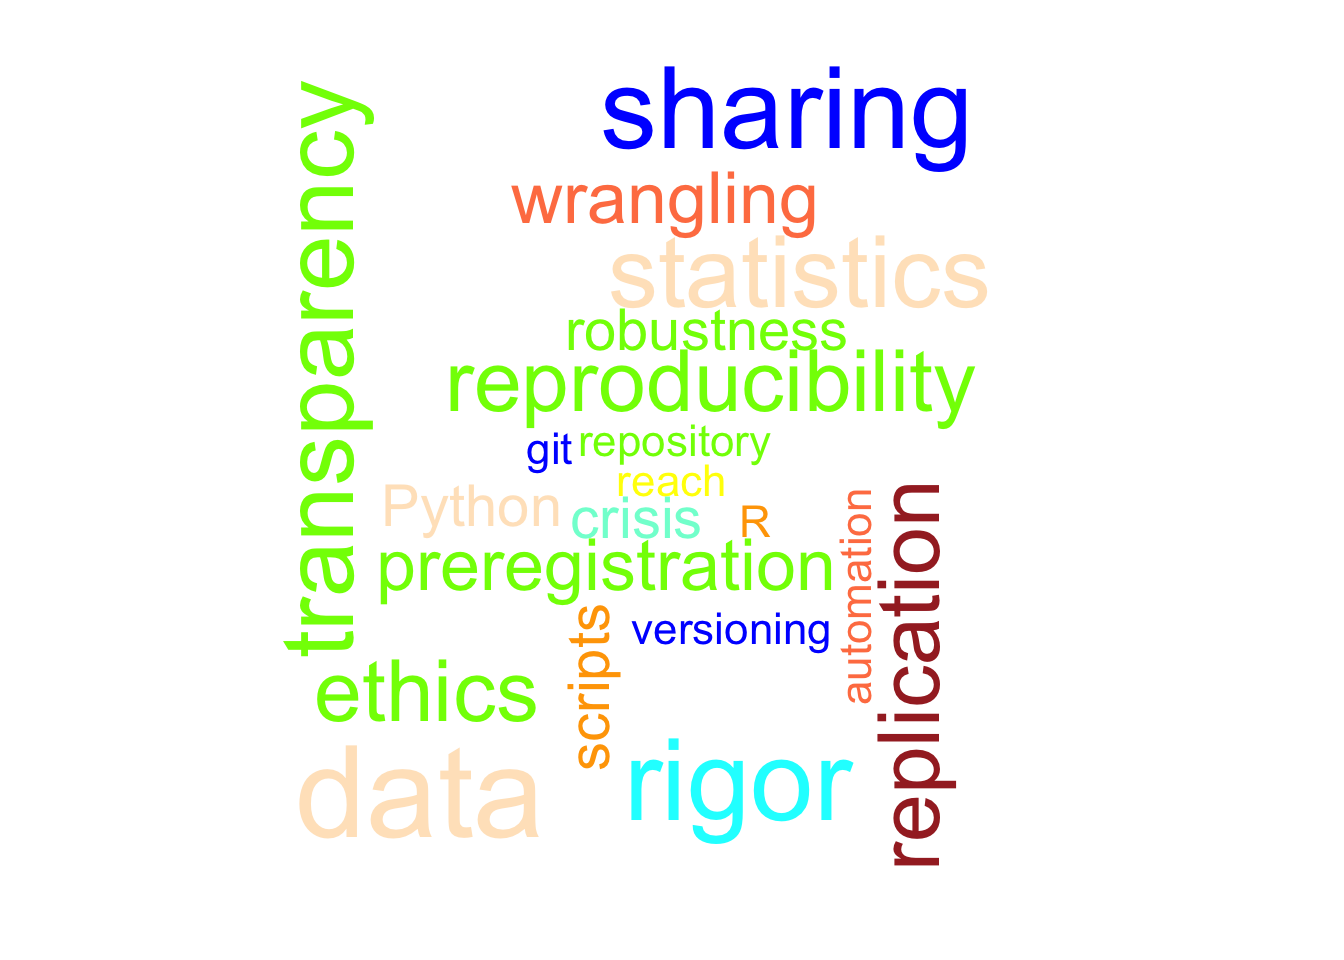 sharing
transparency
wrangling
statistics
robustness
reproducibility
git
repository
reach
Python
crisis
R
automation
replication
preregistration
scripts
versioning
ethics
data
rigor